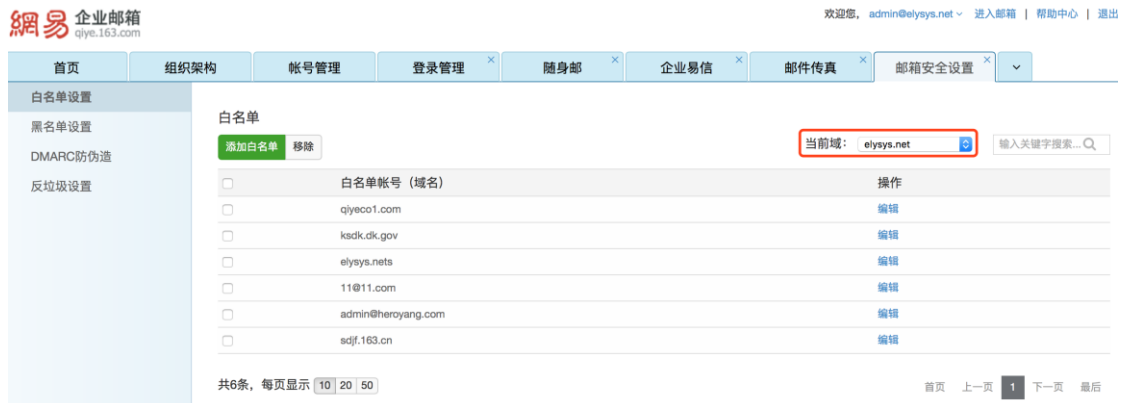 網易 企业邮箱
qiye.163.com
欢迎您， admin@elysys.net 进入邮箱 | 帮助中心 | 退出
首页 组织架构 帐号管理 登录管理 随身邮 企业易信 邮件传真 邮箱安全设置
白名单设置
黑名单设置
DMARC防伪造
反垃圾设置
白名单
添加白名单 移除 当前域： elysys.net 输入关键字搜索...
白名单帐号（域名） 操作
qiyeco1.com 编辑
ksdk.dk.gov 编辑
elysys.nets 编辑
11@11.com 编辑
admin@heroyang.com 编辑
sdjf.163.cn 编辑
共6条，每页显示 10 20 50 首页 上一页 1 下一页 最后